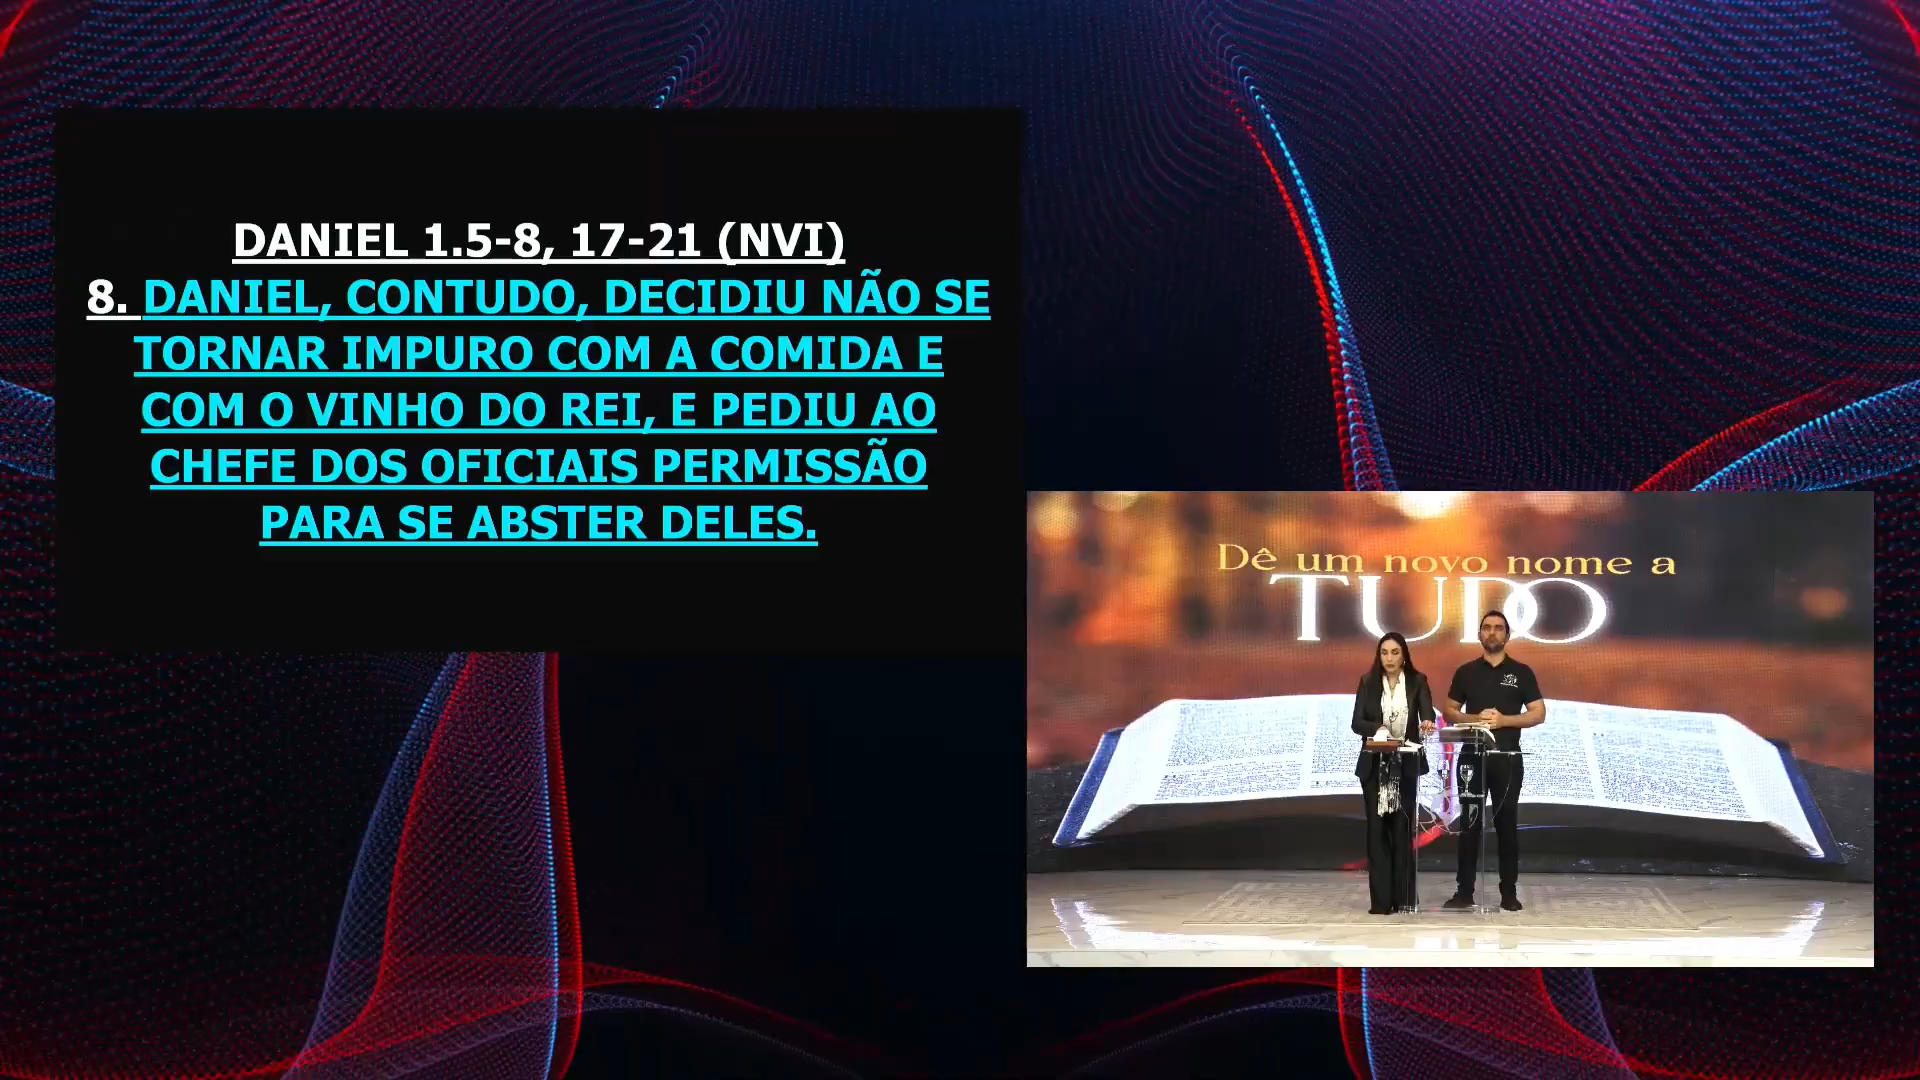 DANIEL 1.5-8, 17-21 (NVI)
8. DANIEL, CONTUDO, DECIDIU NÃO SE
TORNAR IMPURO COM A COMIDA E
COM O VINHO DO REI, E PEDIU AO
CHEFE DOS OFICIAIS PERMISSÃO
PARA SE ABSTER DELES.
Dê um novo nome a
TUDO